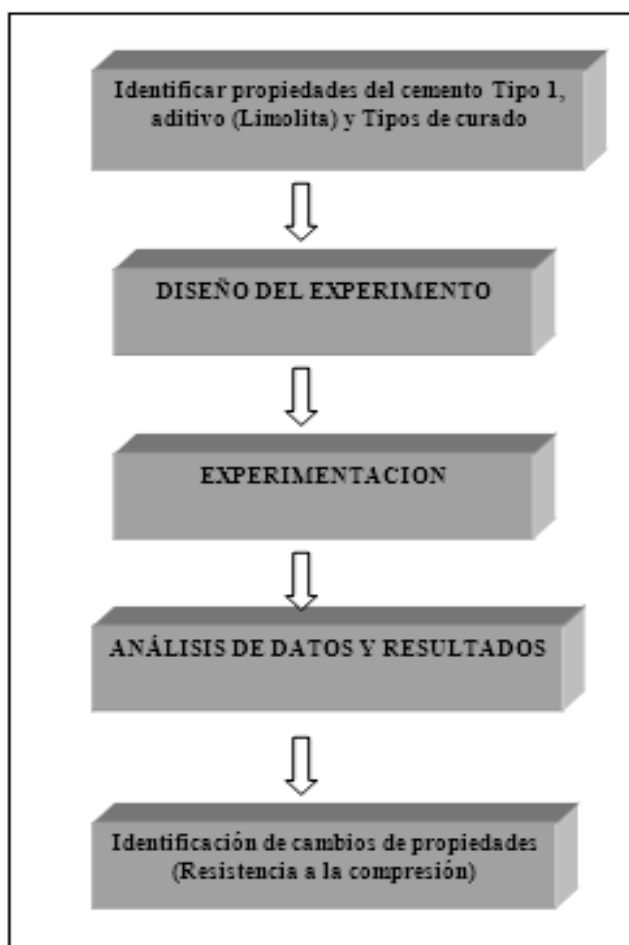 Identificar propiedades del cemento Tipo 1,
aditivo (Limolita) y Tipos de curado
DISEÑO DEL EXPERIMENTO
EXPERIMENTACION
ANÁLISIS DE DATOS Y RESULTADOS
Identificación de cambios de propiedades
(Resistencia a la compresión)